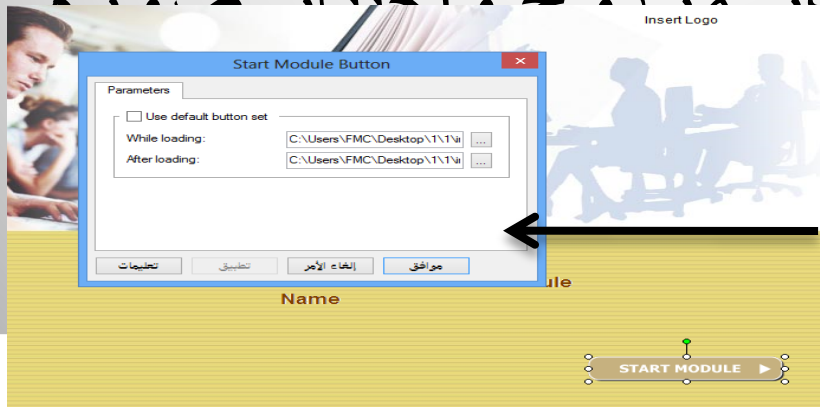 Insert Logo
Start Module Button
Parameters
Use default button set
While loading:
C:\Users\FMC\Desktop\1\1\i
...
After loading:
C:\Users\FMC\Desktop\1\1\i
...
موافق
إلغاء الأمر
تطبيق
تعليمات
ule
Name
START MODULE